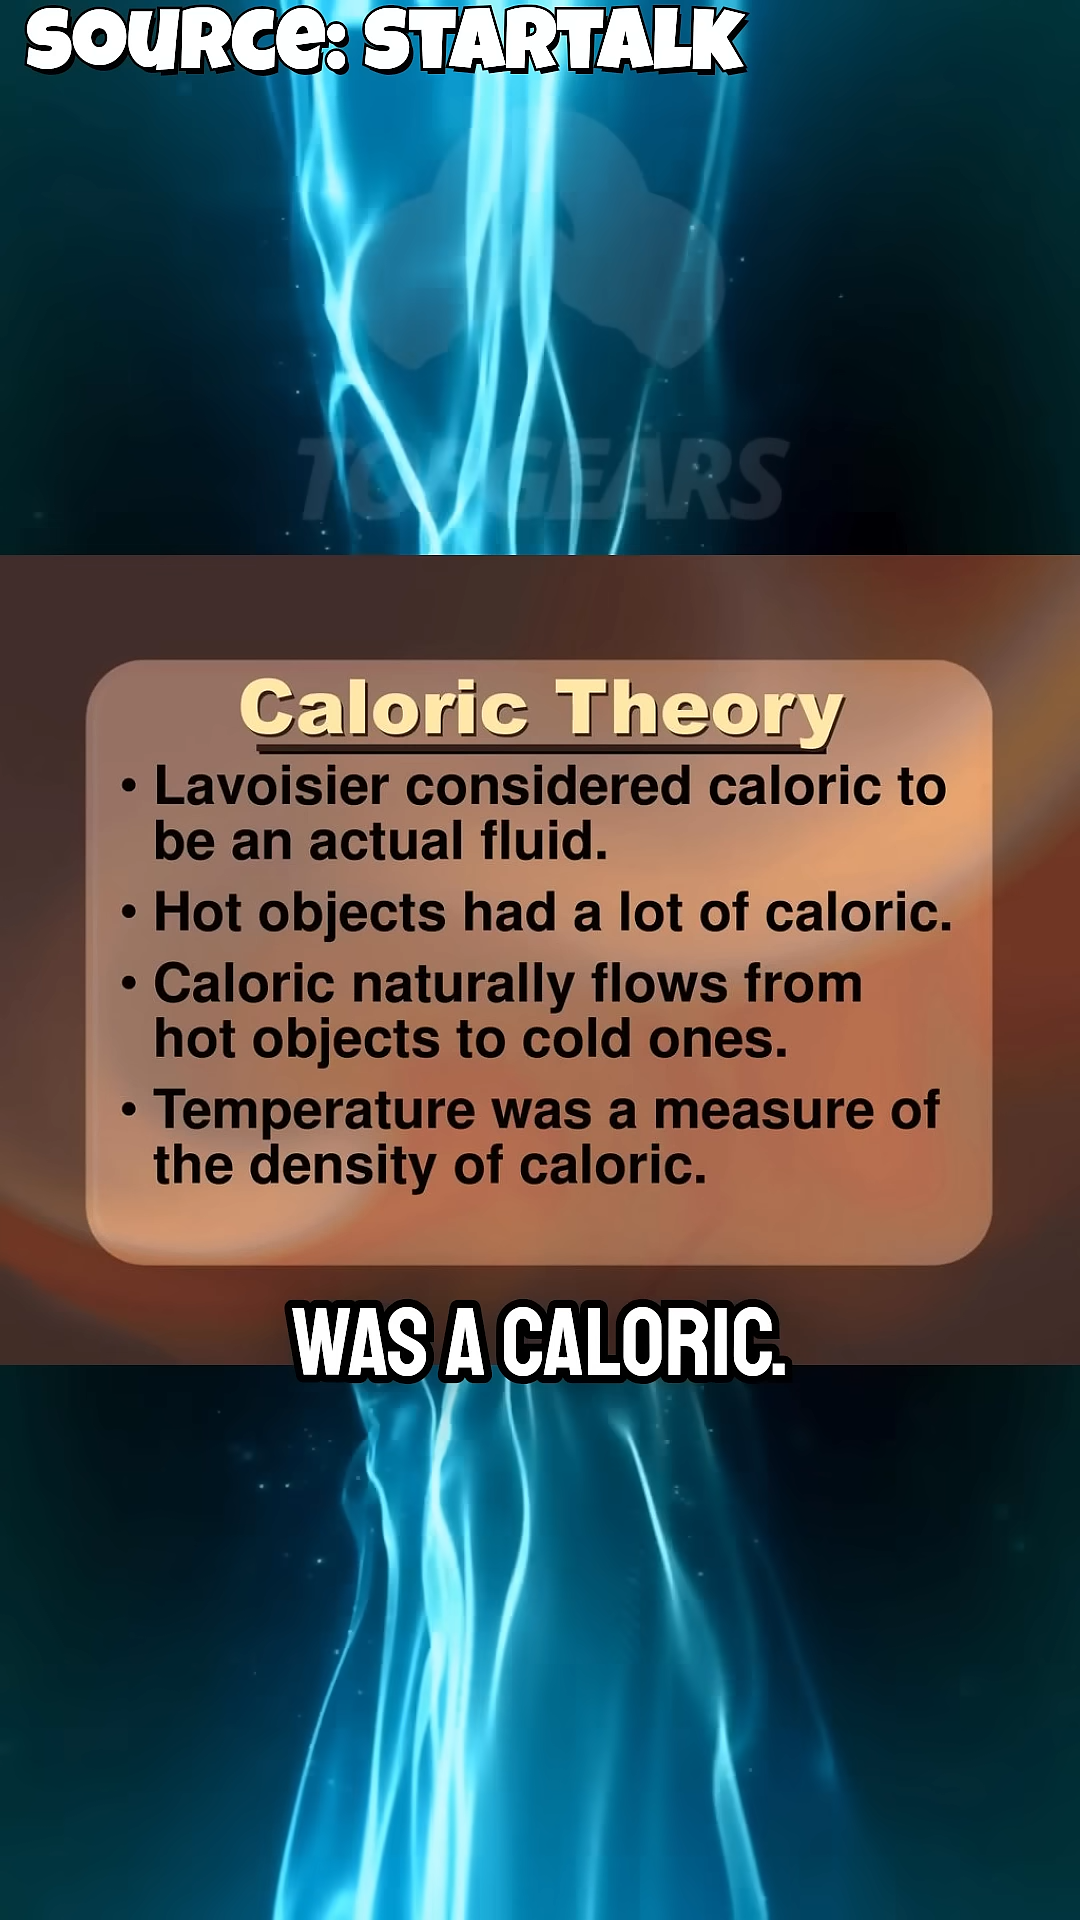 SOURCe: STARTALK
TOPGEARS
Caloric Theory
• Lavoisier considered caloric to
be an actual fluid.
• Hot objects had a lot of caloric.
• Caloric naturally flows from
hot objects to cold ones.
• Temperature was a measure of
the density of caloric.
WAS A CALORIC.